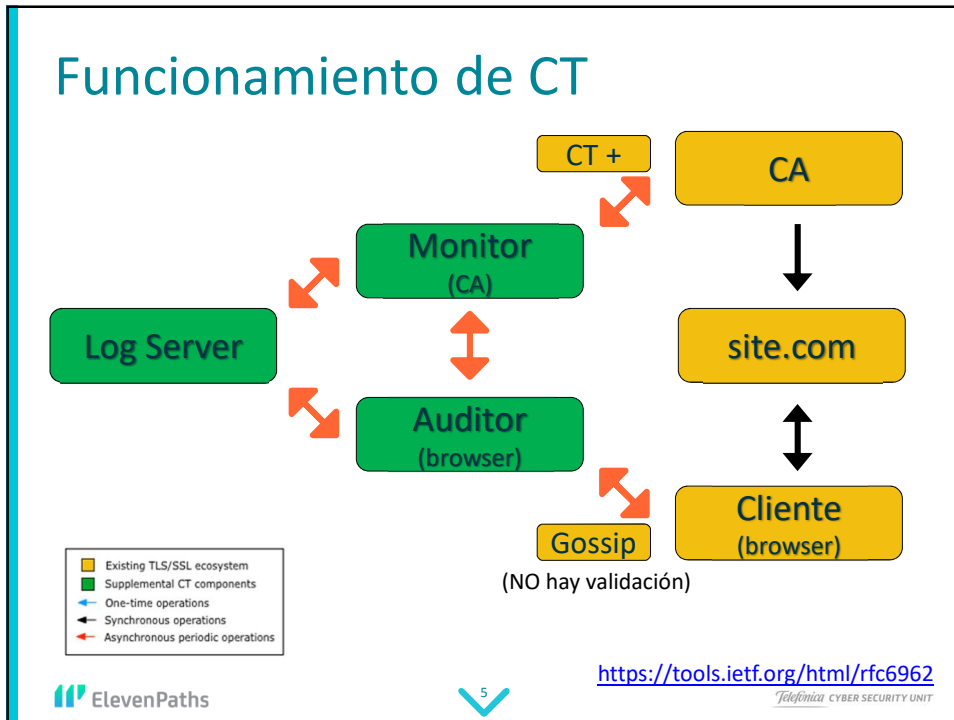 Funcionamiento de CT
CT +
CA
Monitor
(CA)
Log Server
site.com
Auditor
(browser)
Cliente
(browser)
Gossip
(NO hay validación)
Existing TLS/SSL ecosystem
Supplemental CT components
One-time operations
Synchronous operations
Asynchronous periodic operations
https://tools.ietf.org/html/rfc6962
ElevenPaths
5
Telefónica CYBER SECURITY UNIT